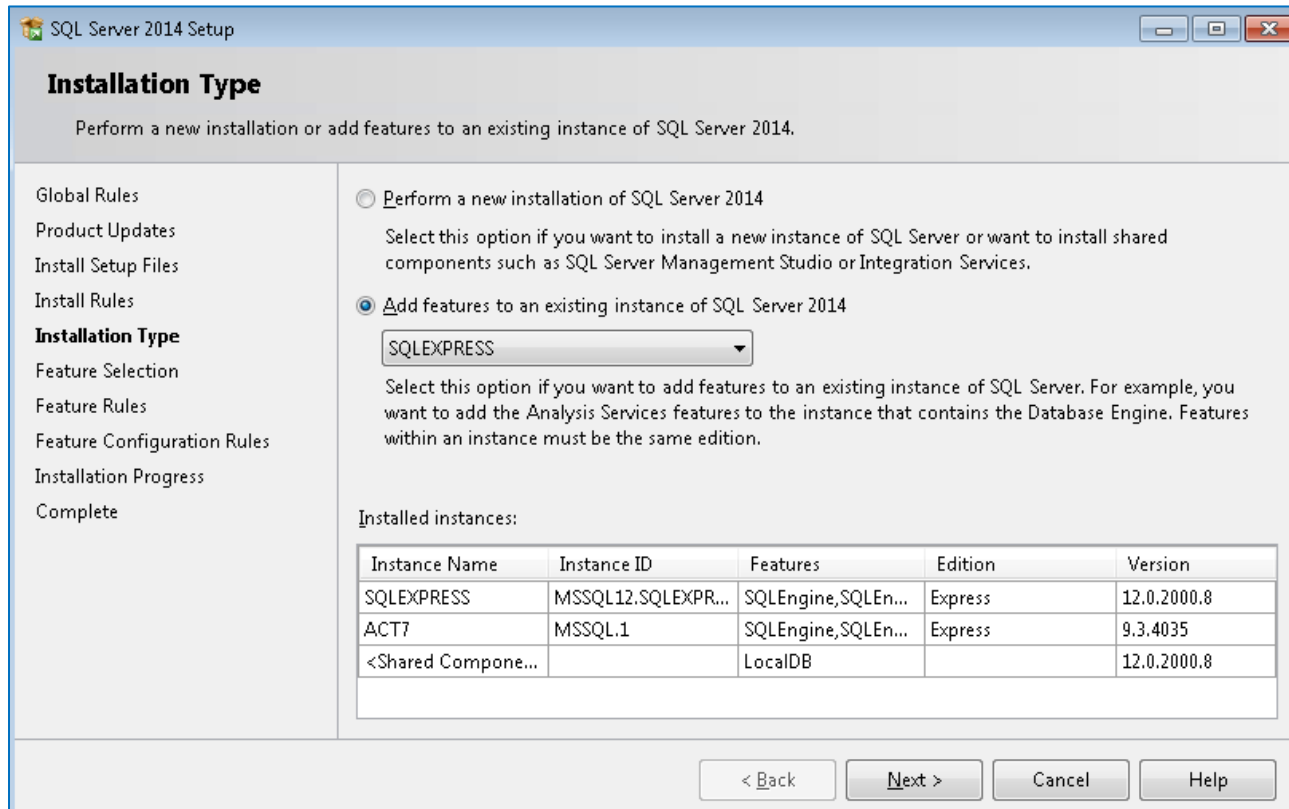 SQL Server 2014 Setup
Installation Type
Perform a new installation or add features to an existing instance of SQL Server 2014.
Global Rules
Product Updates
Install Setup Files
Install Rules
Installation Type
Feature Selection
Feature Rules
Feature Configuration Rules
Installation Progress
Complete
Perform a new installation of SQL Server 2014
Select this option if you want to install a new instance of SQL Server or want to install shared
components such as SQL Server Management Studio or Integration Services.
Add features to an existing instance of SQL Server 2014
SQLEXPRESS
Select this option if you want to add features to an existing instance of SQL Server. For example, you
want to add the Analysis Services features to the instance that contains the Database Engine. Features
within an instance must be the same edition.
Installed instances:
Instance Name Instance ID Features Edition Version
SQLEXPRESS MSSQL12.SQLEXPR... SQLEngine,SQLEn... Express 12.0.2000.8
ACT7 MSSQL.1 SQLEngine,SQLEn... Express 9.3.4035
<Shared Compone... LocalDB 12.0.2000.8
< Back Next > Cancel Help